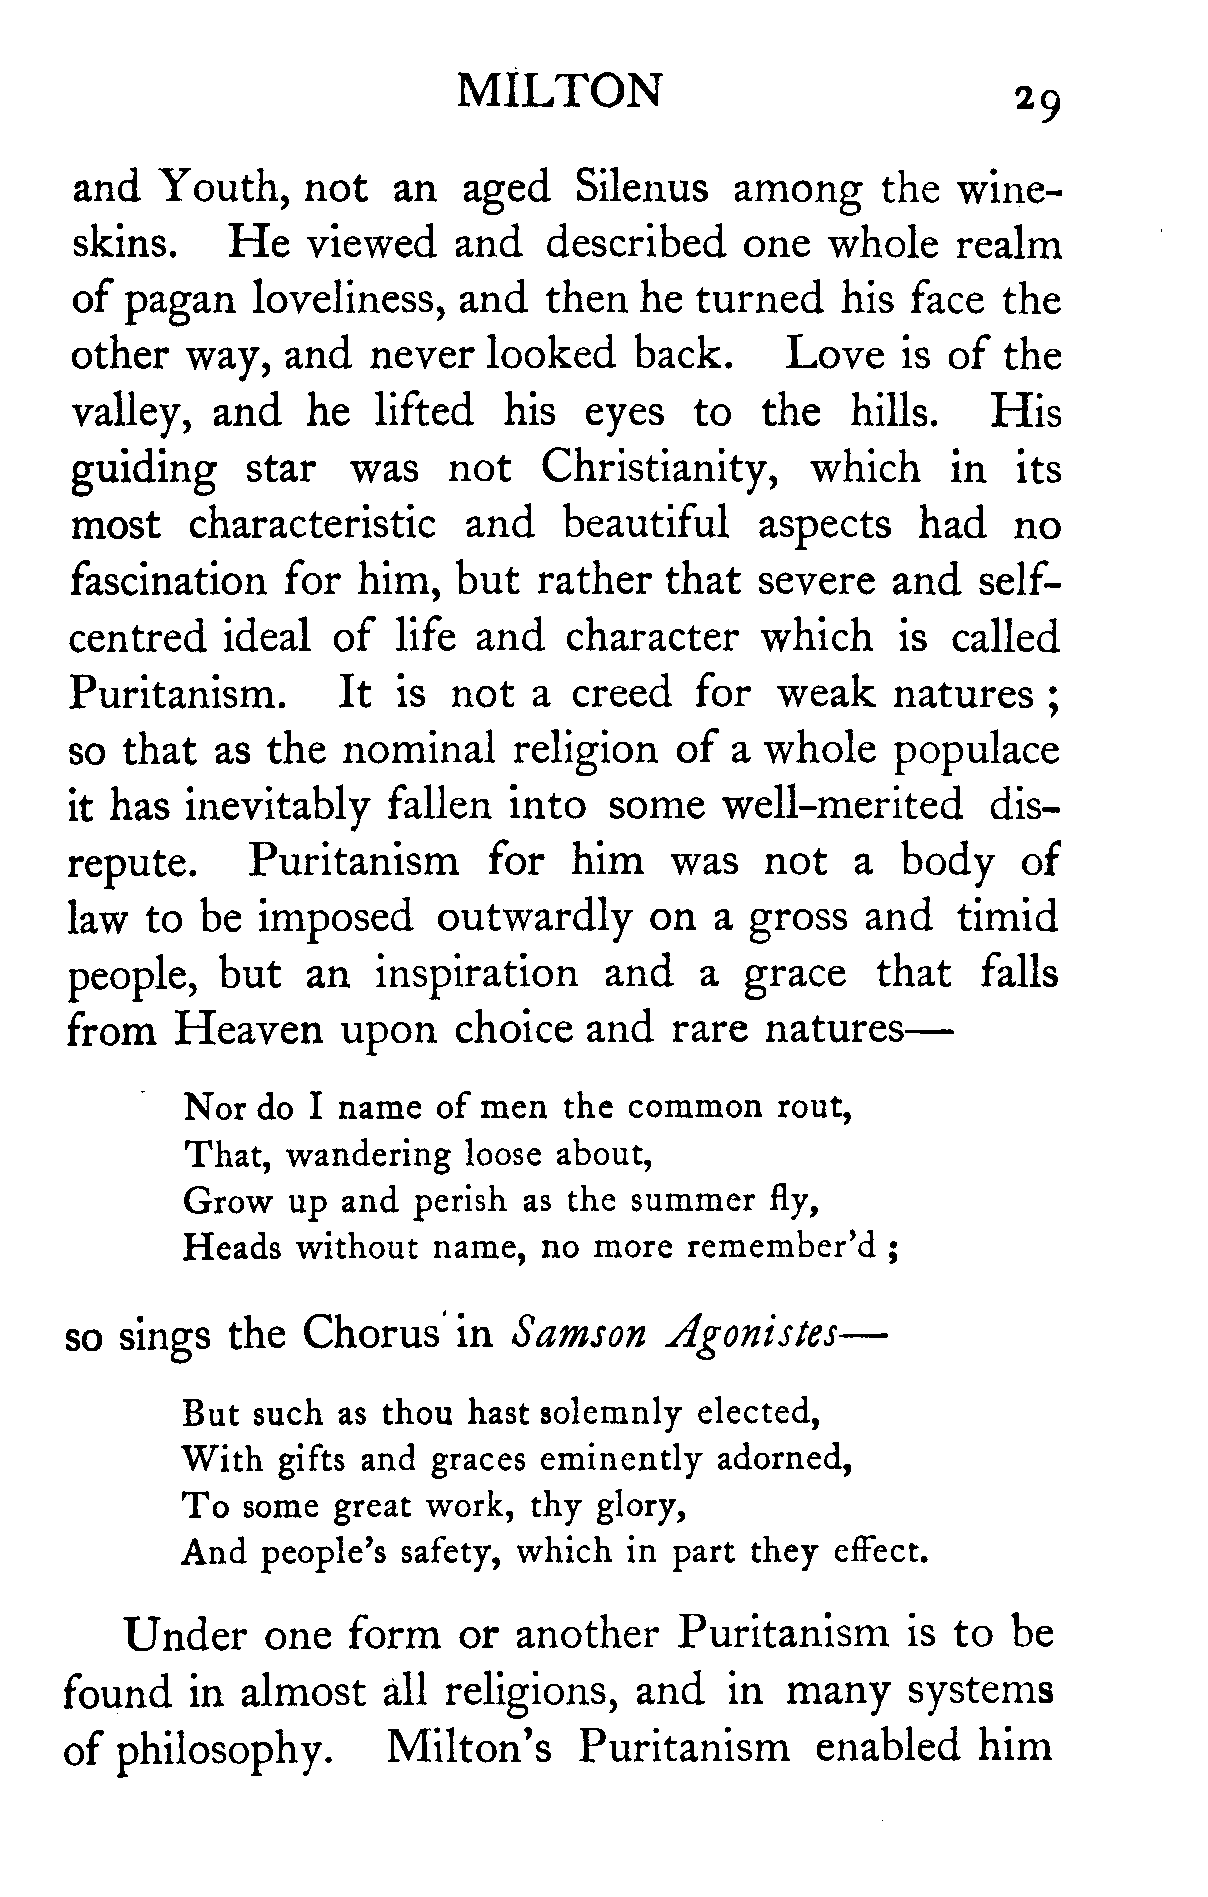 MILTON 29
and Youth, not an aged Silenus among the wine-
skins. He viewed and described one whole realm
of pagan loveliness, and then he turned his face the
other way, and never looked back. Love is of the
valley, and he lifted his eyes to the hills. His
guiding star was not Christianity, which in its
most characteristic and beautiful aspects had no
fascination for him, but rather that severe and self-
centred ideal of life and character which is called
Puritanism. It is not a creed for weak natures ;
so that as the nominal religion of a whole populace
it has inevitably fallen into some well-merited dis-
repute. Puritanism for him was not a body of
law to be imposed outwardly on a gross and timid
people, but an inspiration and a grace that falls
from Heaven upon choice and rare natures—
Nor do I name of men the common rout,
That, wandering loose about,
Grow up and perish as the summer fly,
Heads without name, no more remember'd ;
so sings the Chorus in Samson Agonistes—
But such as thou hast solemnly elected,
With gifts and graces eminently adorned,
To some great work, thy glory,
And people's safety, which in part they effect.
Under one form or another Puritanism is to be
found in almost all religions, and in many systems
of philosophy. Milton's Puritanism enabled him